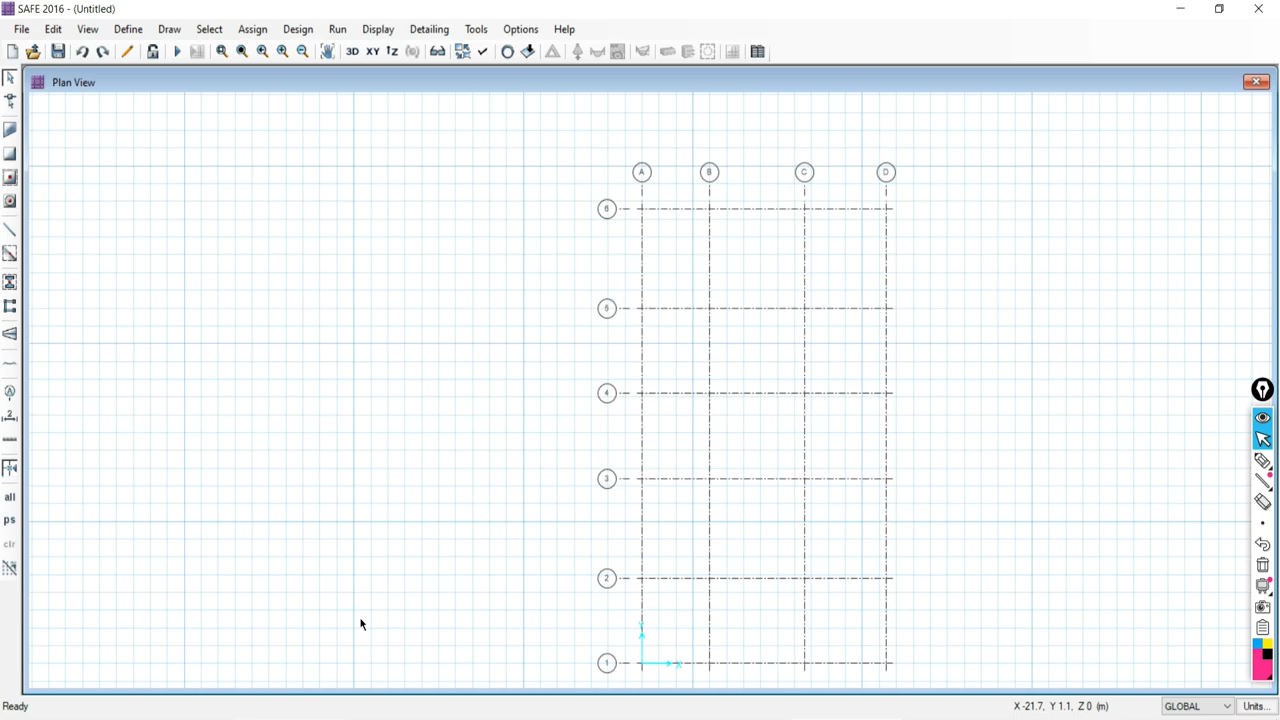 SAFE 2016 - (Untitled)
File Edit View Define Draw Select Assign Design Run Display Detailing Tools Options Help
3D XY
Plan View
A B C D
6
5
4
3
2
1
Y
X
2
all
ps
clr
Ready
X -21.7, Y 1.1, Z 0 (m)
GLOBAL
Units...